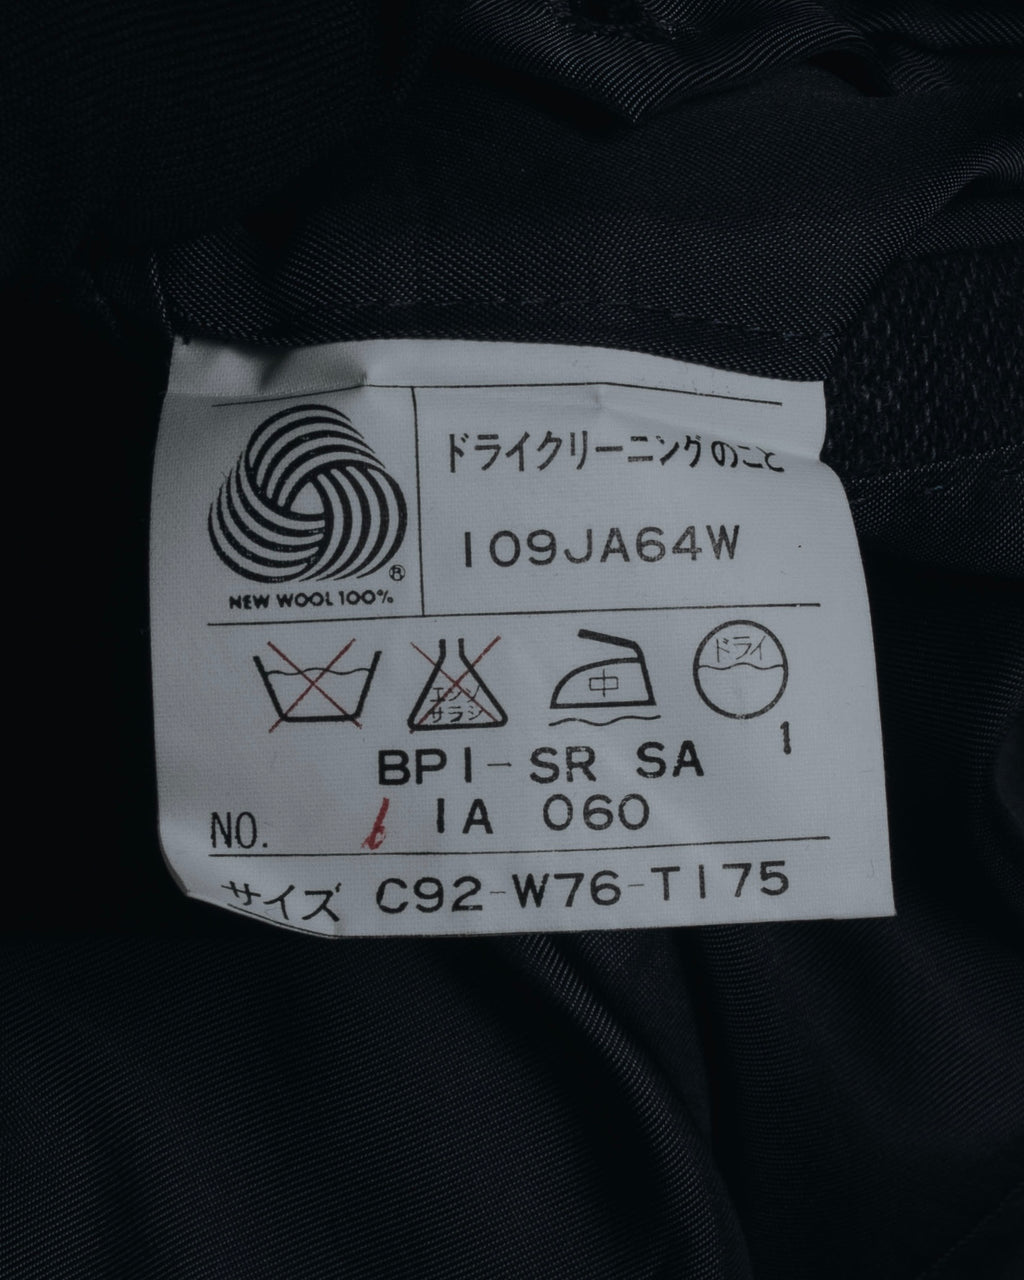 ドライクリーニングのこと
109JA64W
®
NEW WOOL 100%
エンソ
サラシ
中
ドライ
1
BP1-SR SA
NO. 6 1A 060
サイズ C92-W76-T175